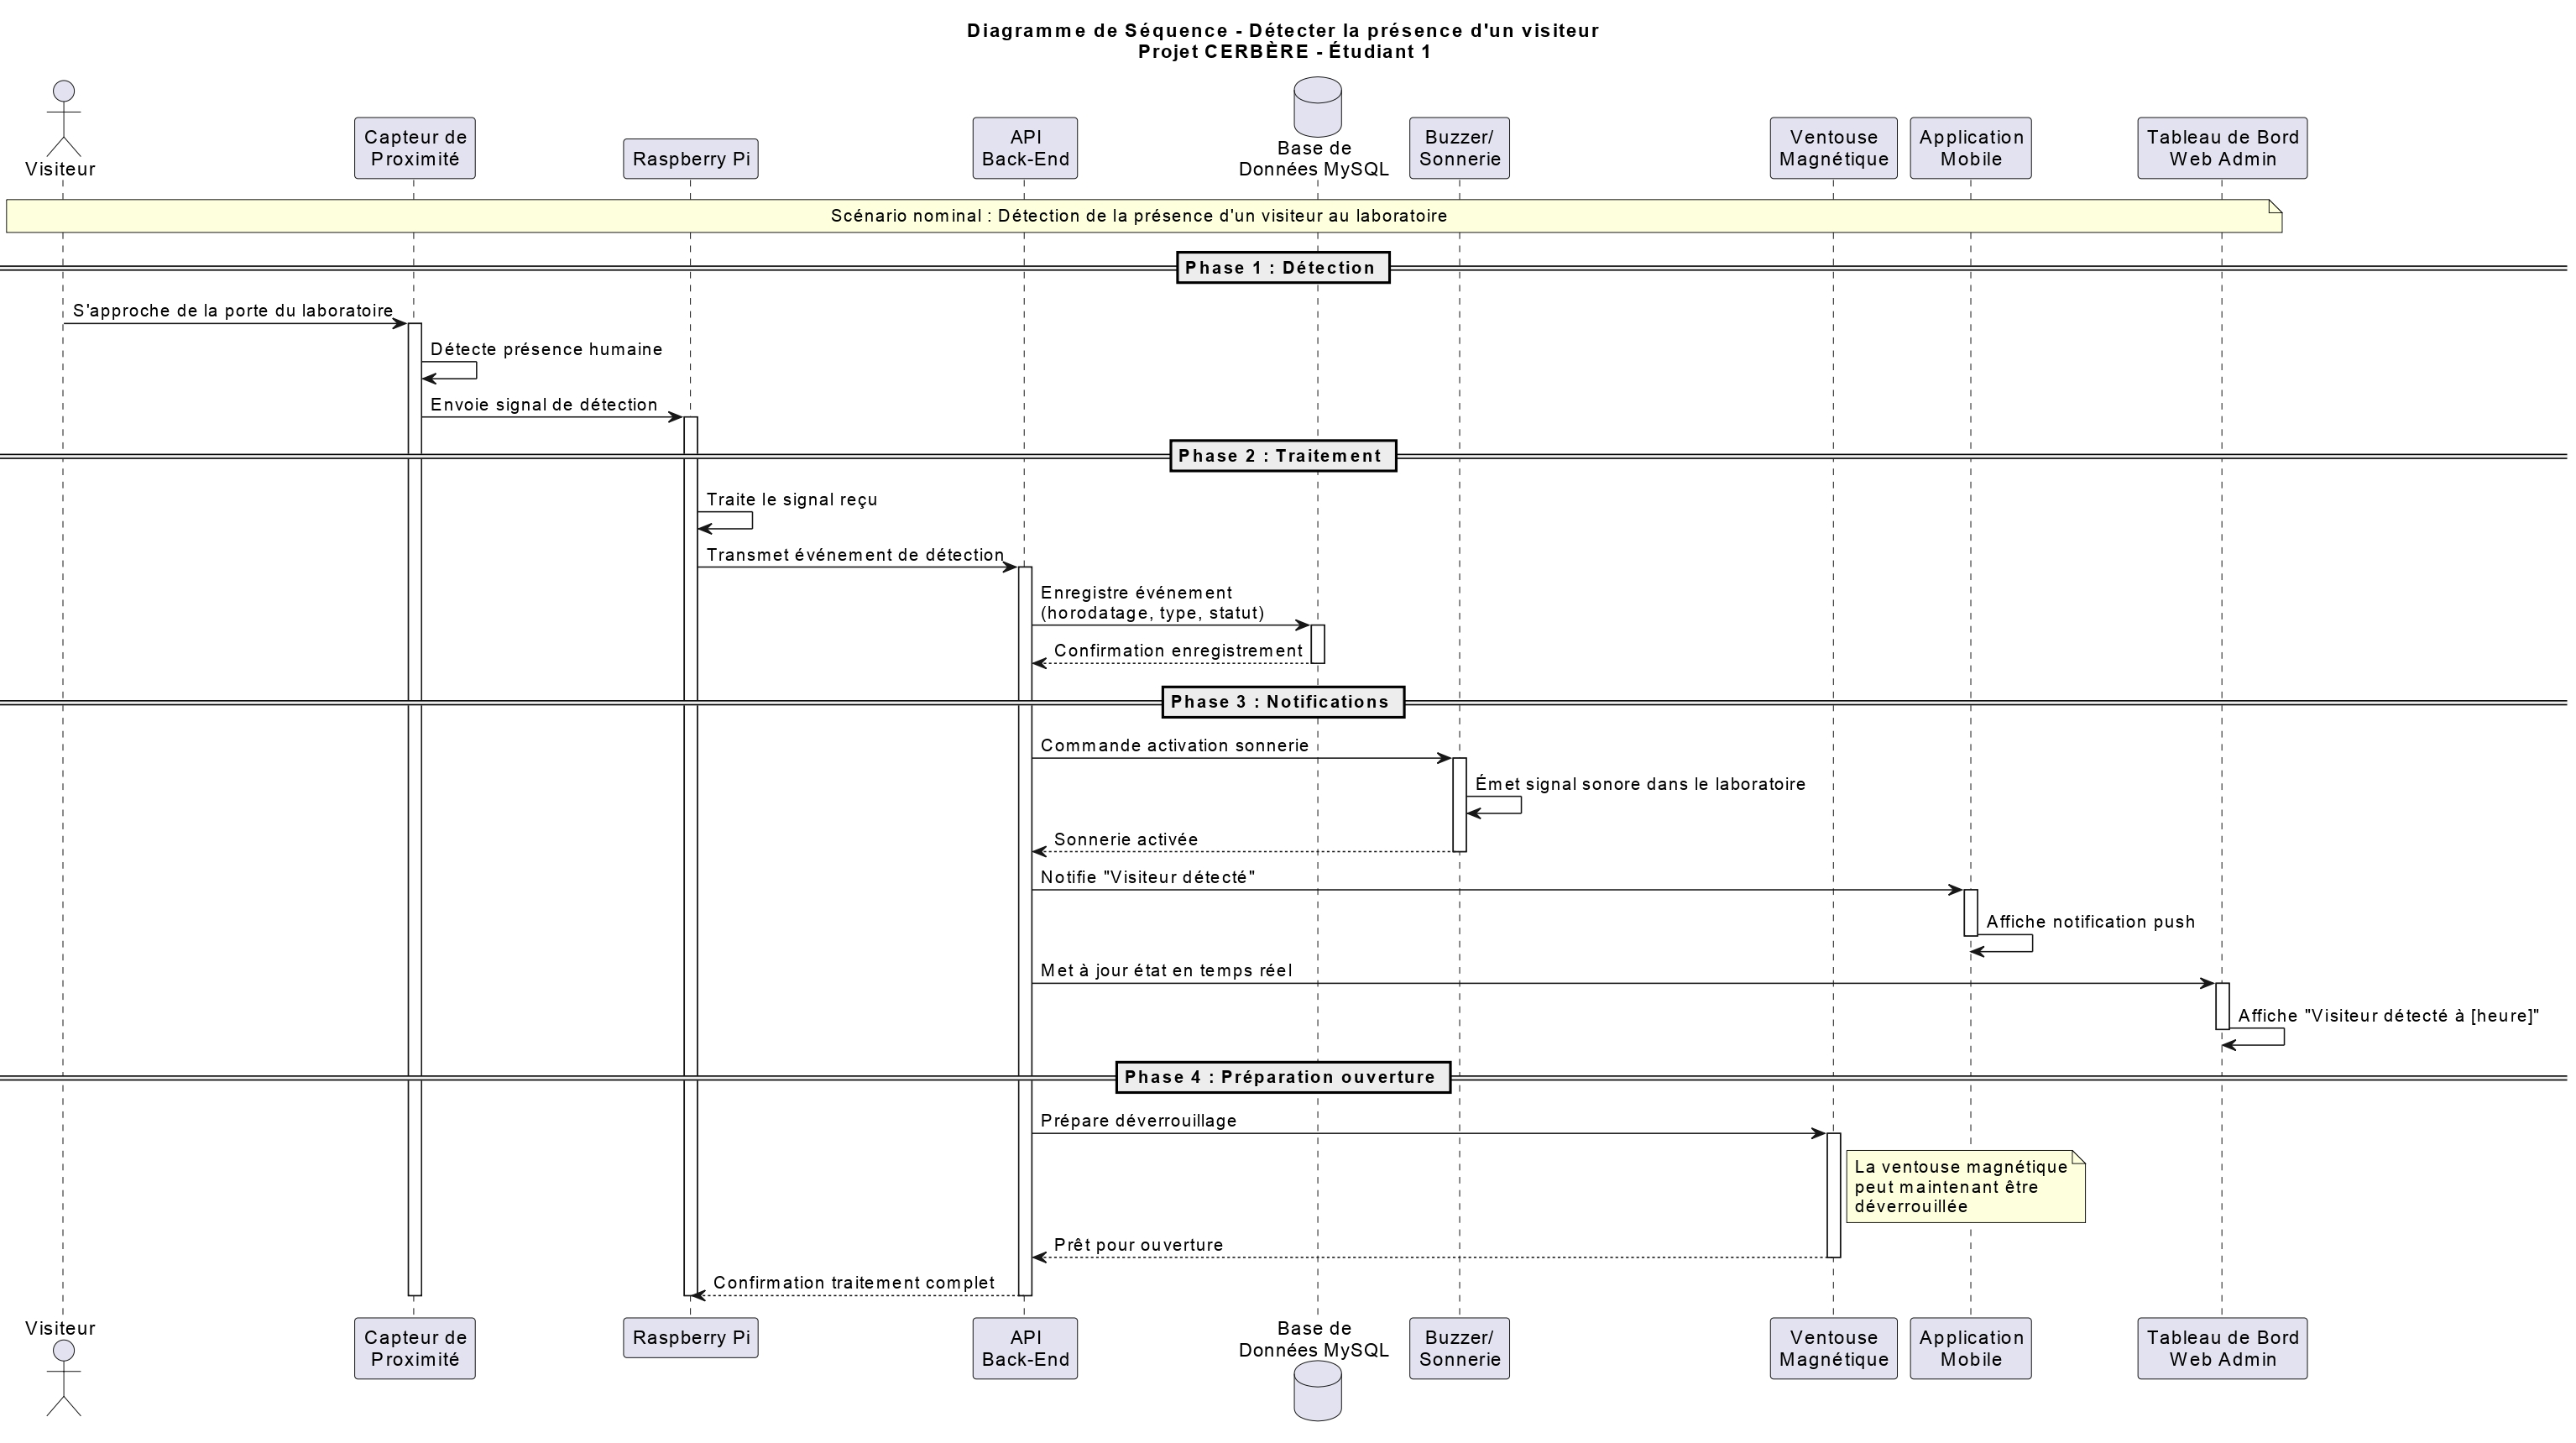 Diagramme de Séquence - Détecter la présence d'un visiteur
Projet CERBÈRE - Étudiant 1
Visiteur
Capteur de
Proximité
Raspberry Pi
API
Back-End
Base de
Données MySQL
Buzzer/
Sonnerie
Ventouse
Magnétique
Application
Mobile
Tableau de Bord
Web Admin
Scénario nominal : Détection de la présence d'un visiteur au laboratoire
Phase 1 : Détection
S'approche de la porte du laboratoire
Détecte présence humaine
Envoie signal de détection
Phase 2 : Traitement
Traite le signal reçu
Transmet événement de détection
Enregistre événement
(horodatage, type, statut)
Confirmation enregistrement
Phase 3 : Notifications
Commande activation sonnerie
Émet signal sonore dans le laboratoire
Sonnerie activée
Notifie "Visiteur détecté"
Affiche notification push
Met à jour état en temps réel
Affiche "Visiteur détecté à [heure]"
Phase 4 : Préparation ouverture
Prépare déverrouillage
La ventouse magnétique
peut maintenant être
déverrouillée
Prêt pour ouverture
Confirmation traitement complet
Visiteur
Capteur de
Proximité
Raspberry Pi
API
Back-End
Base de
Données MySQL
Buzzer/
Sonnerie
Ventouse
Magnétique
Application
Mobile
Tableau de Bord
Web Admin